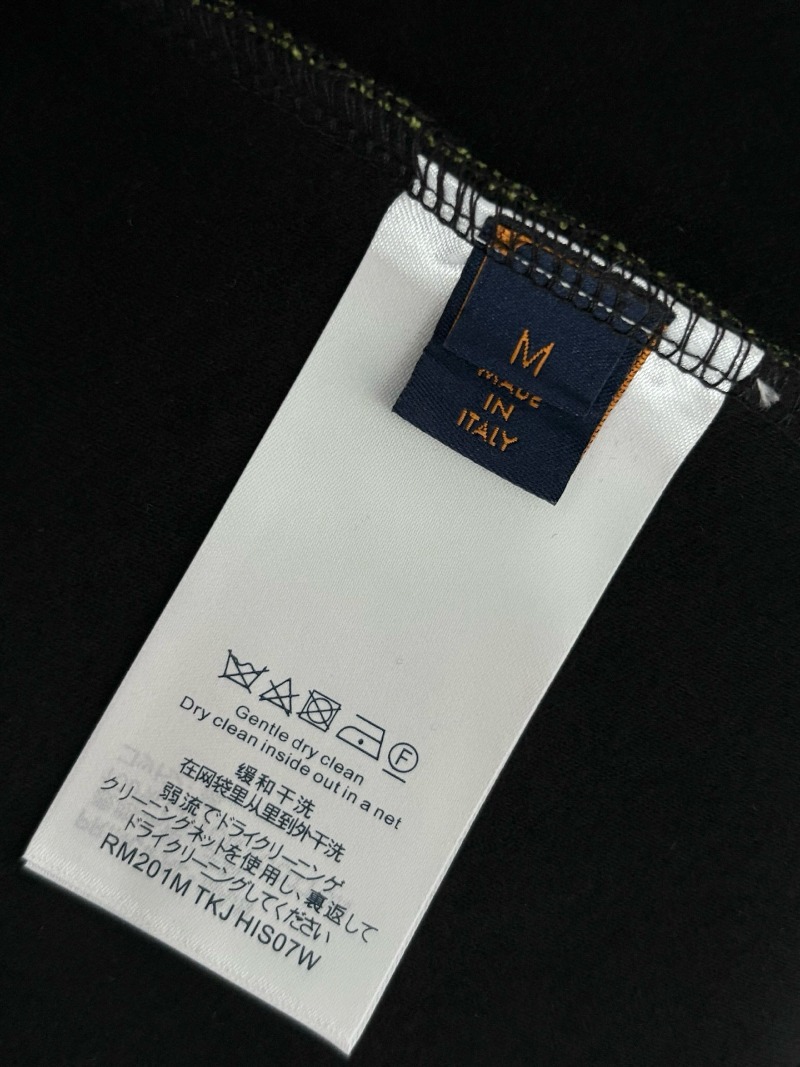 M
MADE
IN
ITALY
Gentle dry clean
Dry clean inside out in a net
缓和干洗
在网袋里从里到外干洗
弱流でドライクリーニング
クリーニングネットを使用し、裏返して
ドライクリーニングしてください
RM201M TKJ HIS07W